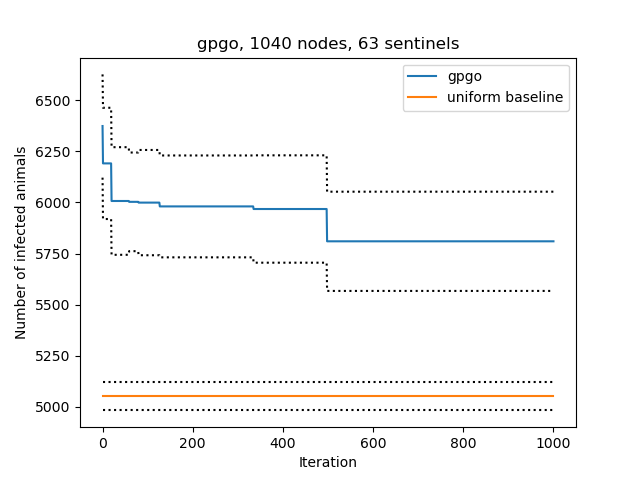 gpgo, 1040 nodes, 63 sentinels
gpgo
uniform baseline
Number of infected animals
6500
6250
6000
5750
5500
5250
5000
0 200 400 600 800 1000
Iteration